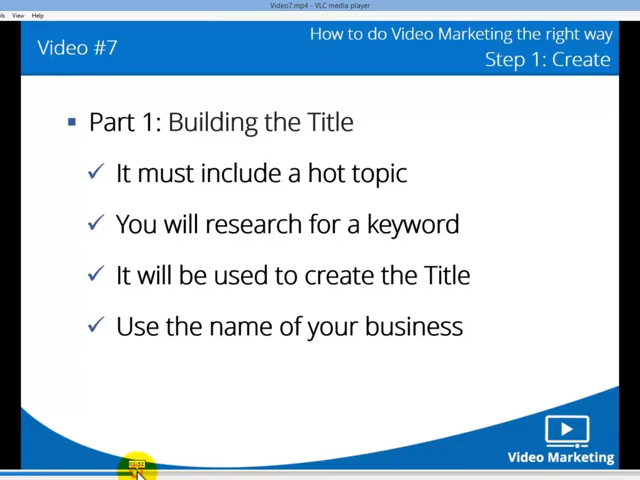 Video7.mp4 - VLC media player
ls View Help
Video #7
How to do Video Marketing the right way
Step 1: Create
Part 1: Building the Title
It must include a hot topic
You will research for a keyword
It will be used to create the Title
Use the name of your business
Video Marketing